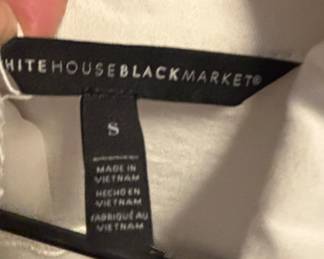 HITEHOUSEBLACKMARKET®
S
MADE IN
VIETNAM
HECHO EN
VIETNAM
FABRIQUÉ AU
VIETNAM